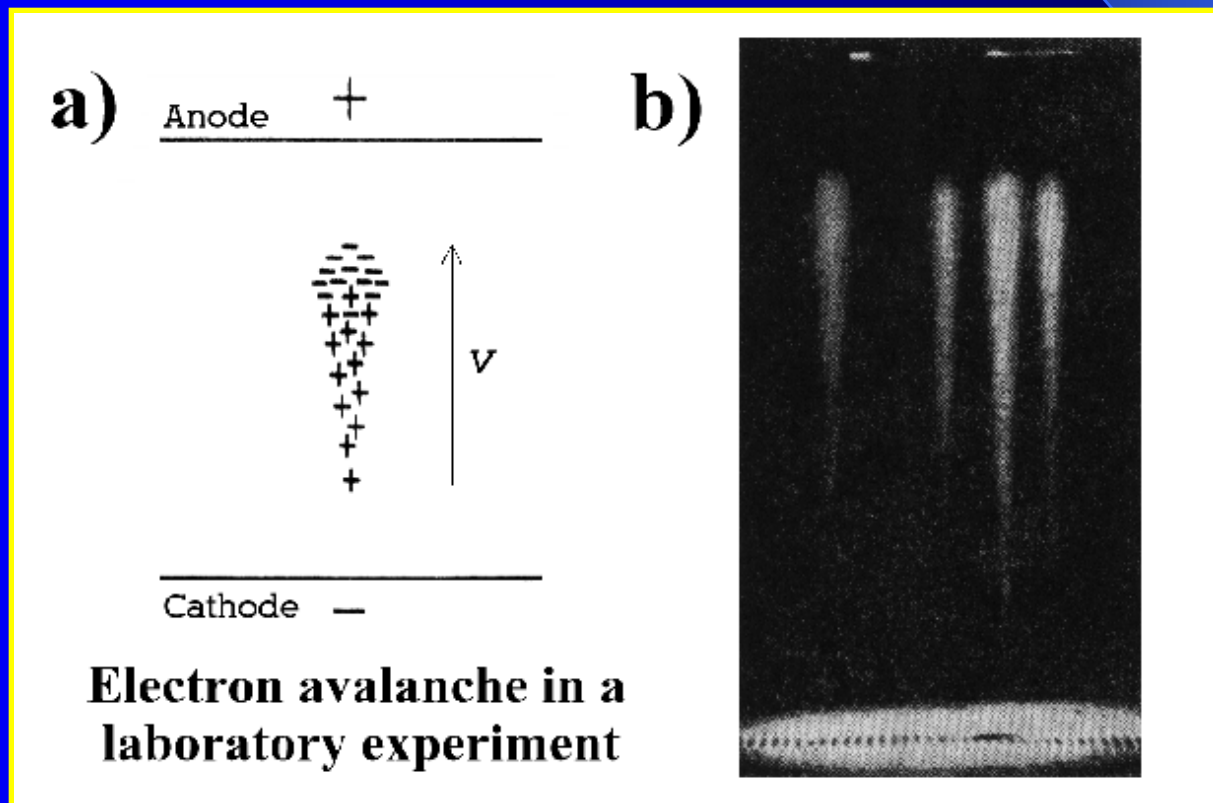 a)
Anode +
v
Cathode −
Electron avalanche in a
laboratory experiment
b)